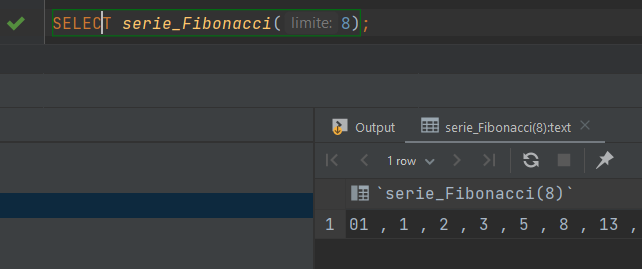 SELECT serie_Fibonacci( limite: 8);
Output serie_Fibonacci(8):text
1 row
`serie_Fibonacci(8)`
1 01 , 1 , 2 , 3 , 5 , 8 , 13 ,